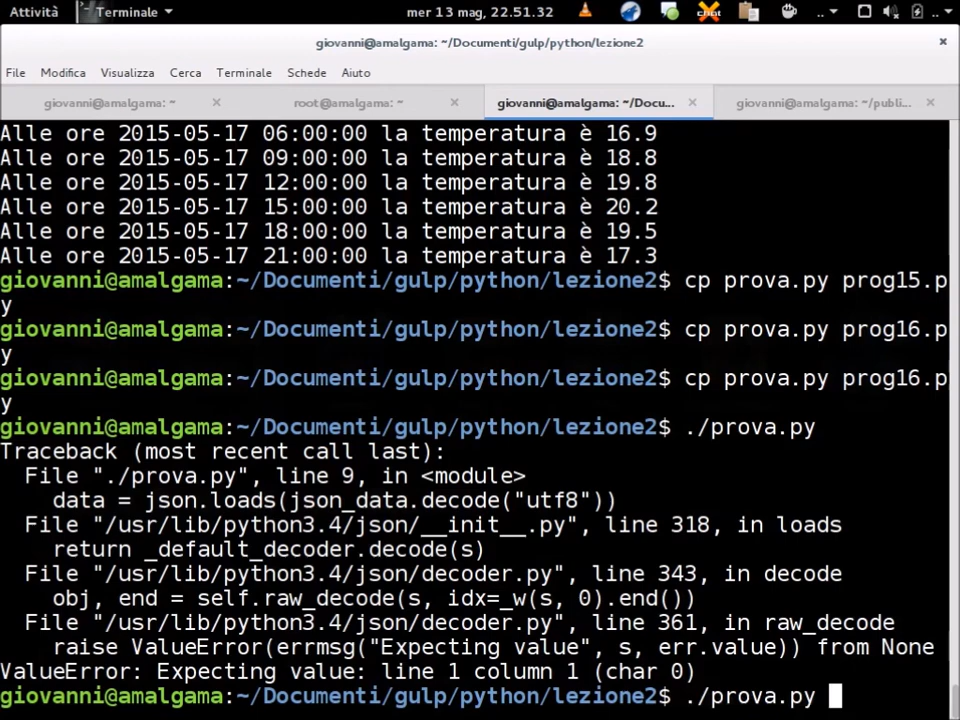 Attività Terminale mer 13 mag, 22.51.32
giovanni@amalgama: ~/Documenti/gulp/python/lezione2
File Modifica Visualizza Cerca Terminale Schede Aiuto
giovanni@amalgama: ~ root@amalgama: ~ giovanni@amalgama: ~/Docu... giovanni@amalgama: ~/publi...
Alle ore 2015-05-17 06:00:00 la temperatura è 16.9
Alle ore 2015-05-17 09:00:00 la temperatura è 18.8
Alle ore 2015-05-17 12:00:00 la temperatura è 19.8
Alle ore 2015-05-17 15:00:00 la temperatura è 20.2
Alle ore 2015-05-17 18:00:00 la temperatura è 19.5
Alle ore 2015-05-17 21:00:00 la temperatura è 17.3
giovanni@amalgama:~/Documenti/gulp/python/lezione2$ cp prova.py prog15.p
y
giovanni@amalgama:~/Documenti/gulp/python/lezione2$ cp prova.py prog16.p
y
giovanni@amalgama:~/Documenti/gulp/python/lezione2$ cp prova.py prog16.p
y
giovanni@amalgama:~/Documenti/gulp/python/lezione2$ ./prova.py
Traceback (most recent call last):
  File "./prova.py", line 9, in <module>
    data = json.loads(json_data.decode("utf8"))
  File "/usr/lib/python3.4/json/__init__.py", line 318, in loads
    return _default_decoder.decode(s)
  File "/usr/lib/python3.4/json/decoder.py", line 343, in decode
    obj, end = self.raw_decode(s, idx=_w(s, 0).end())
  File "/usr/lib/python3.4/json/decoder.py", line 361, in raw_decode
    raise ValueError(errmsg("Expecting value", s, err.value)) from None
ValueError: Expecting value: line 1 column 1 (char 0)
giovanni@amalgama:~/Documenti/gulp/python/lezione2$ ./prova.py